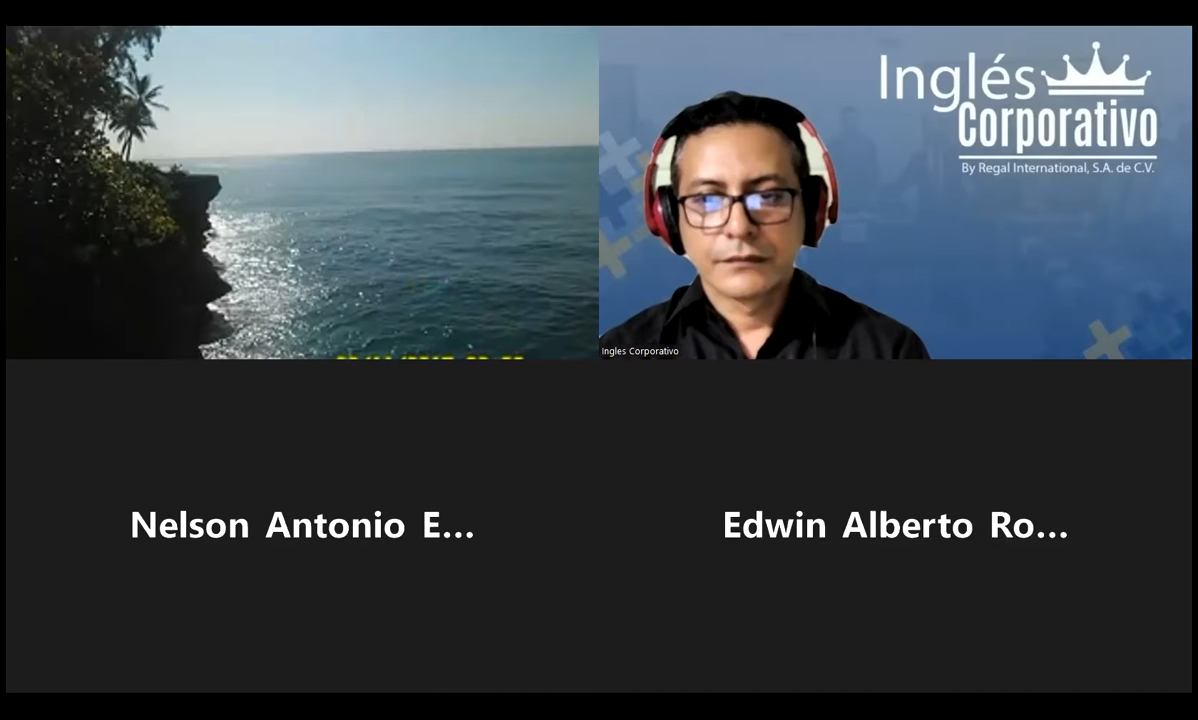 Inglés
Corporativo
By Regal International, S.A. de C.V.
Ingles Corporativo
Nelson Antonio E...
Edwin Alberto Ro...